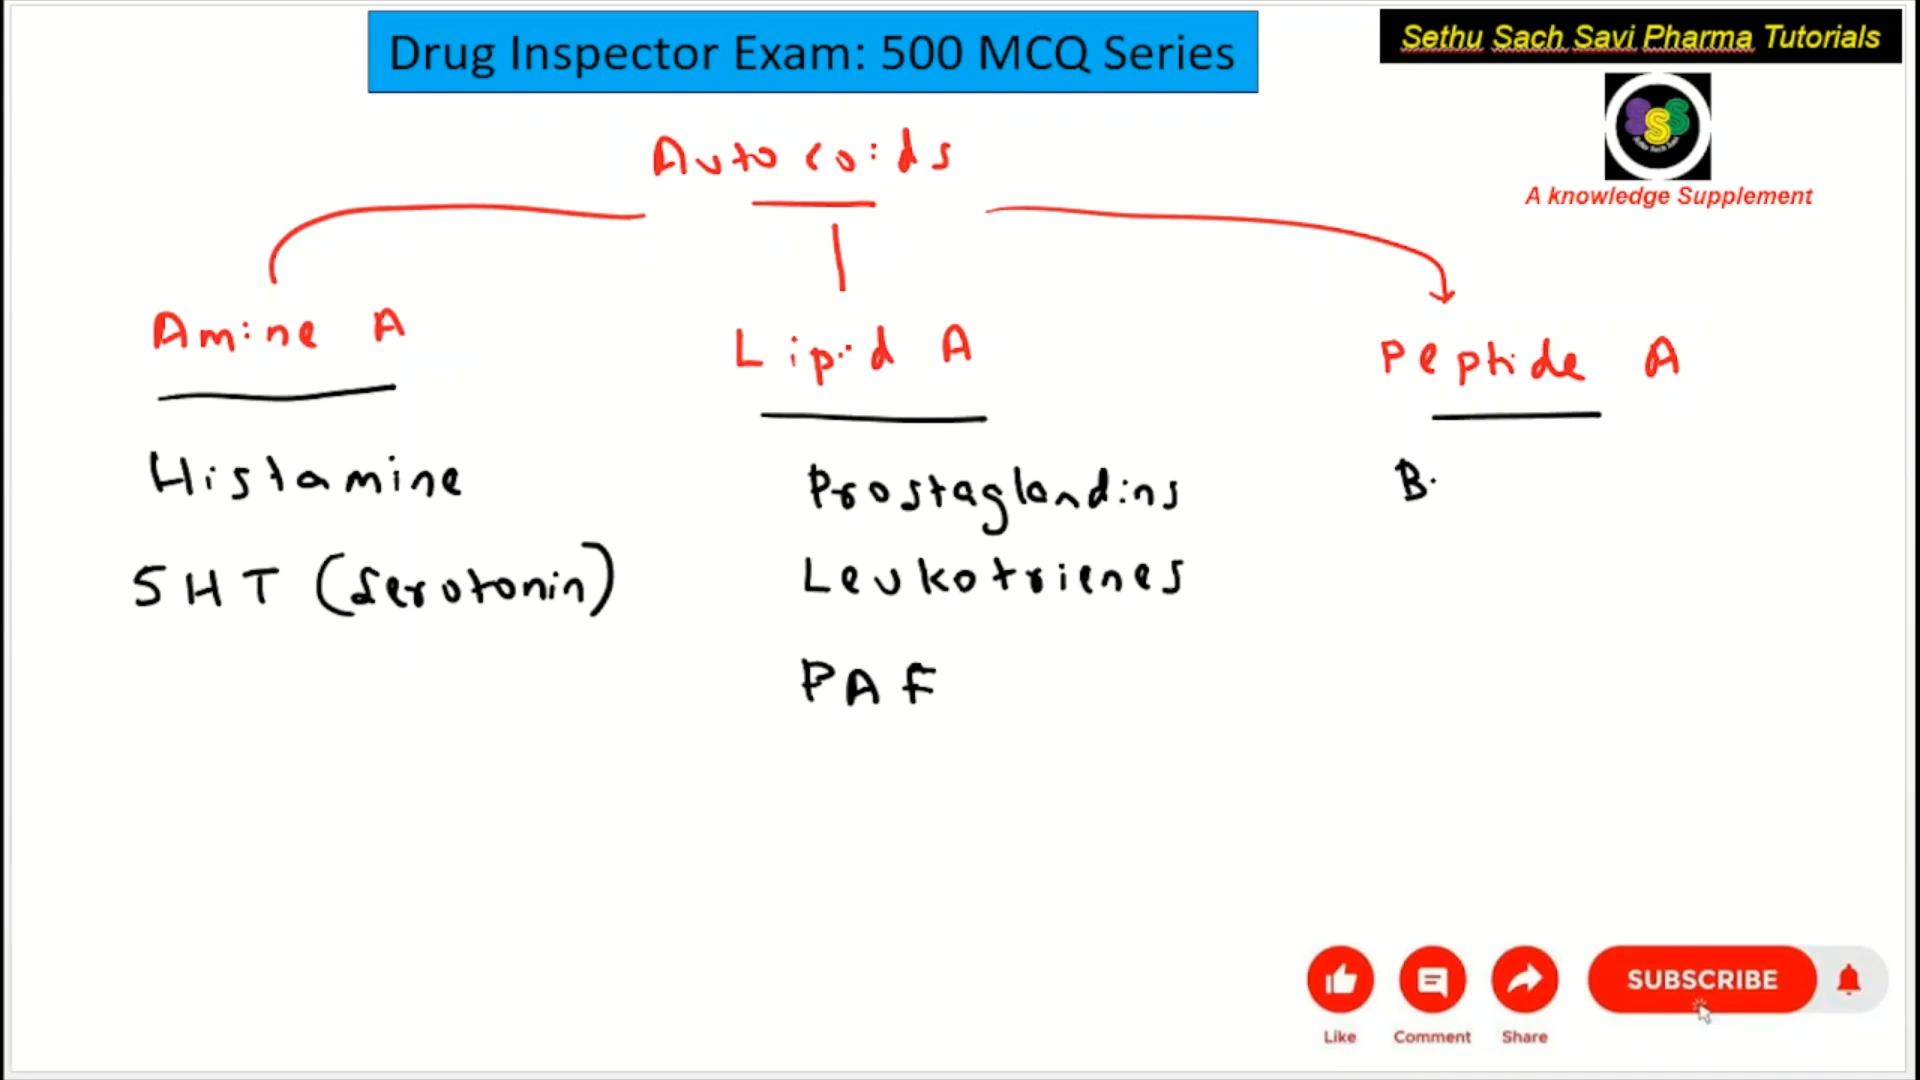 Drug Inspector Exam: 500 MCQ Series
Sethu Sach Savi Pharma Tutorials
SSS
A knowledge Supplement
Autocoids
Amine A
Lipid A
Peptide A
Histamine
5HT (Serotonin)
Prostaglandins
Leukotrienes
PAF
B
SUBSCRIBE
Like
Comment
Share